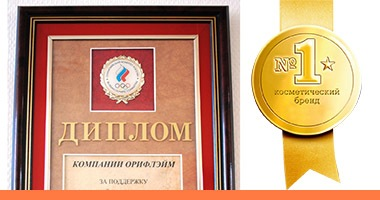 ДИПЛОМ
КОМПАНИИ ОРИФЛЭЙМ
ЗА ПОДДЕРЖКУ
№1
косметический
бренд